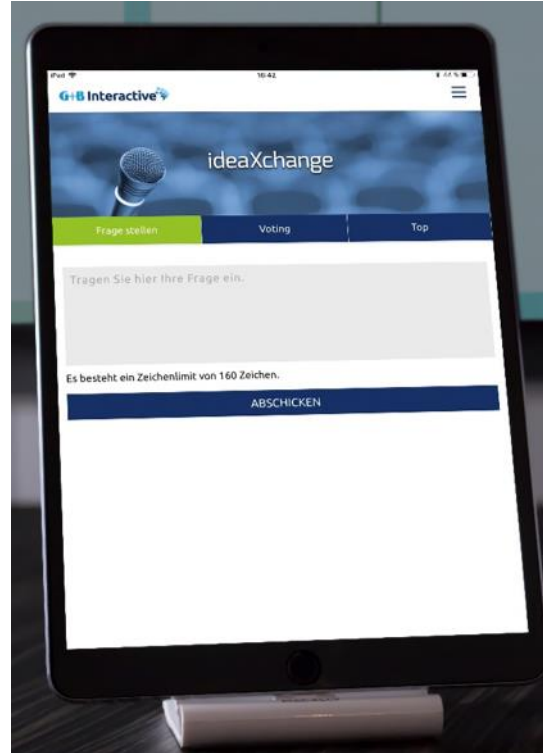 iPad 16:42
G+B Interactive
ideaXchange
Frage stellen Voting Top
Tragen Sie hier Ihre Frage ein.
Es besteht ein Zeichenlimit von 160 Zeichen.
ABSCHICKEN